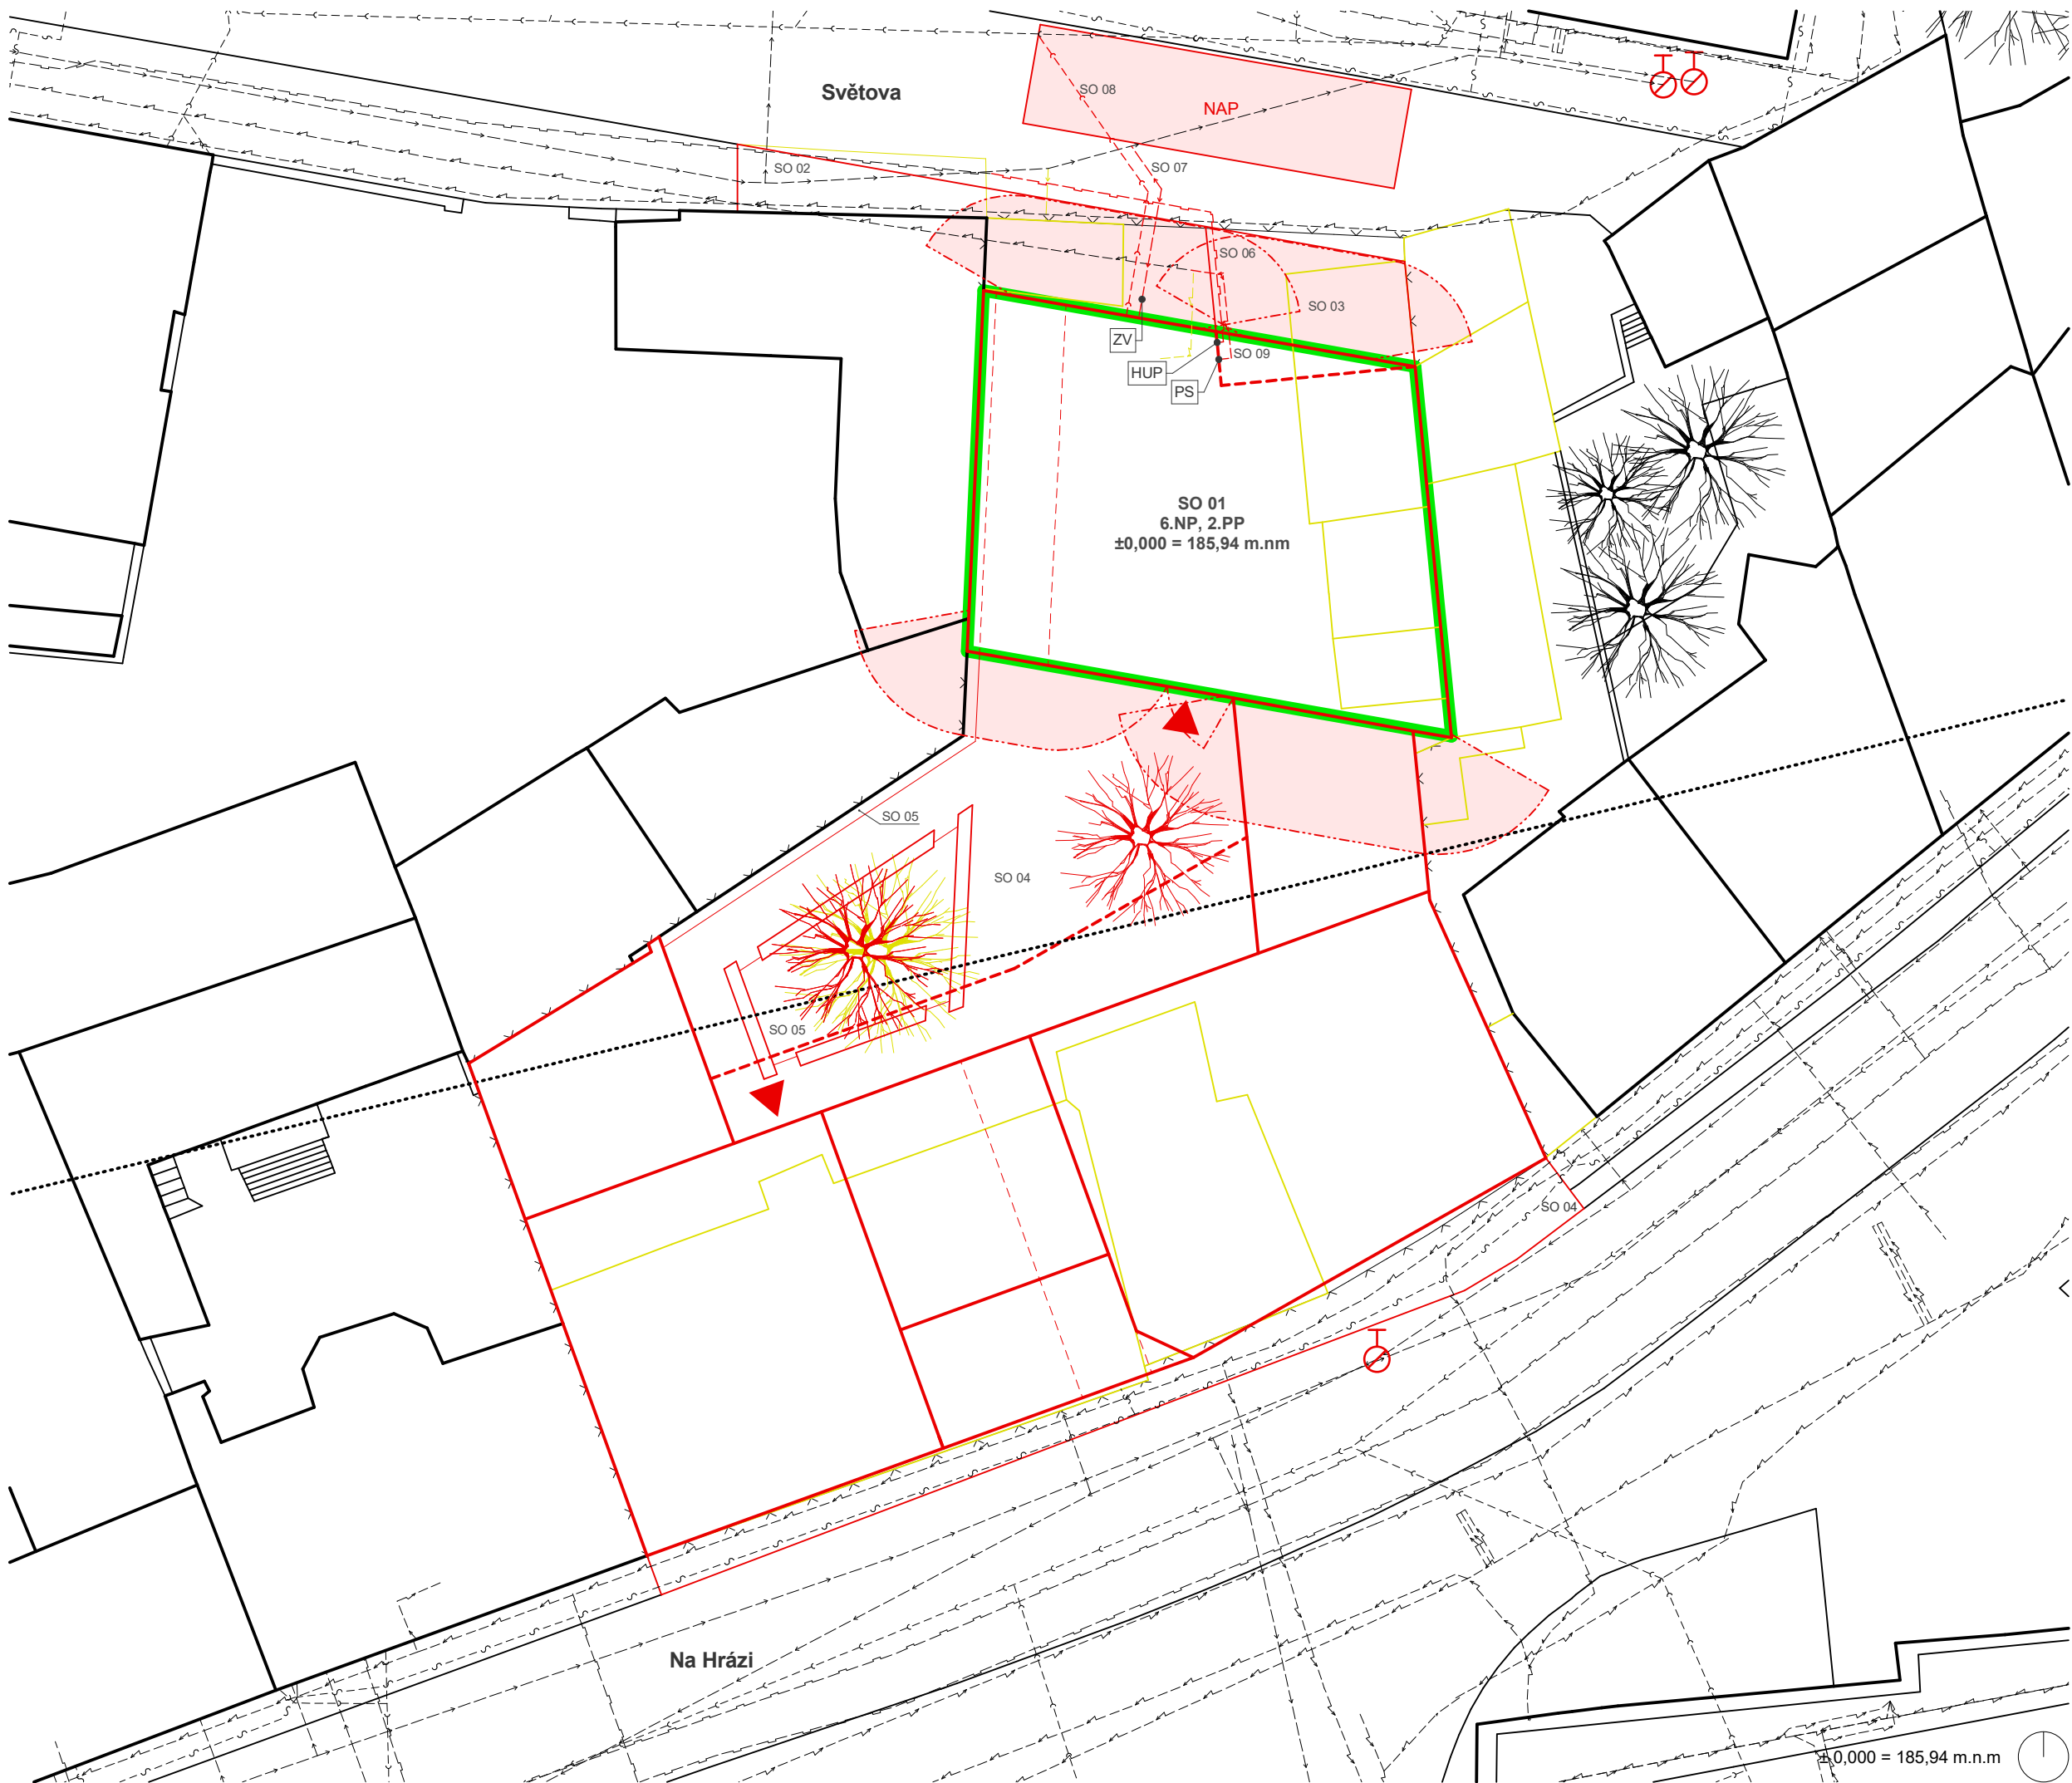 Světova
SO 08
NAP
SO 02
SO 07
SO 06
SO 03
ZV
SO 09
HUP
PS
SO 01
6.NP, 2.PP
±0,000 = 185,94 m.nm
SO 05
SO 04
SO 05
SO 04
Na Hrázi
±0,000 = 185,94 m.n.m